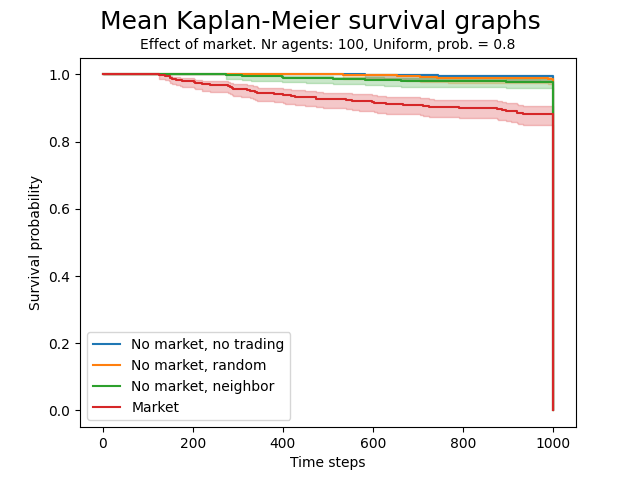 Mean Kaplan-Meier survival graphs
Effect of market. Nr agents: 100, Uniform, prob. = 0.8
1.0
0.8
0.6
0.4
0.2
0.0
Survival probability
No market, no trading
No market, random
No market, neighbor
Market
0 200 400 600 800 1000
Time steps